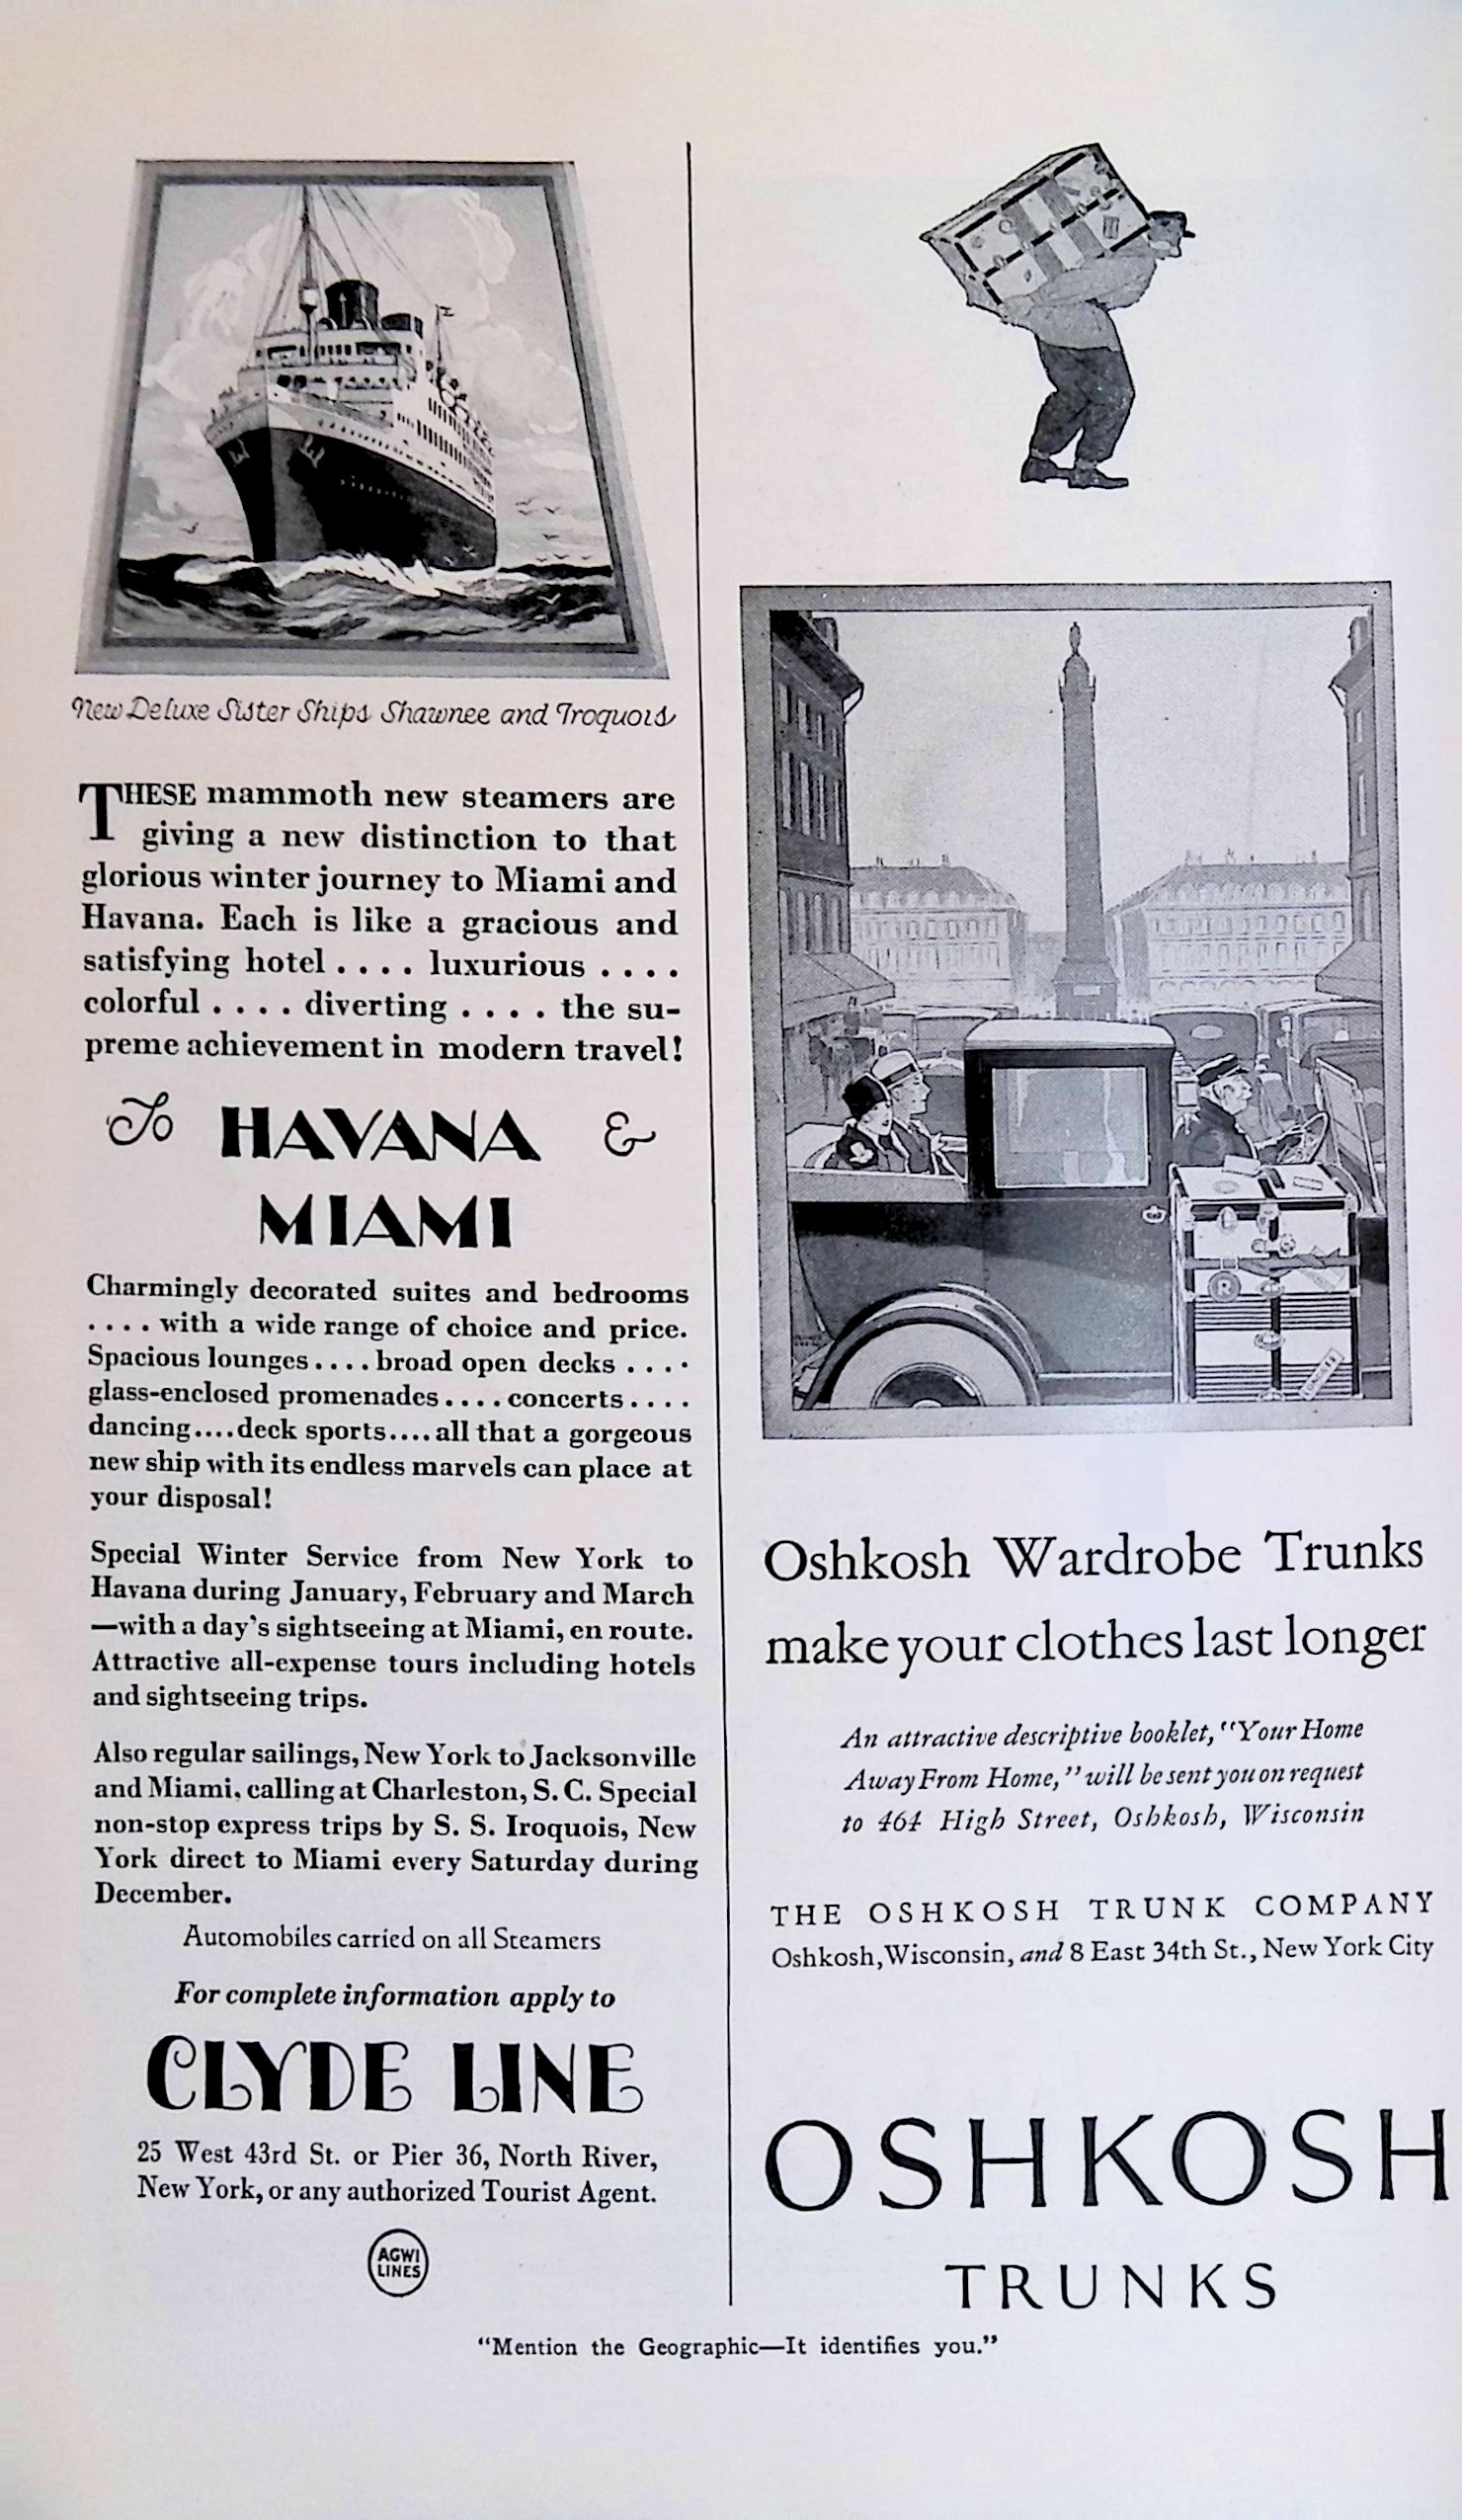 New Deluxe Sister Ships Shawnee and Iroquois
THESE mammoth new steamers are
giving a new distinction to that
glorious winter journey to Miami and
Havana. Each is like a gracious and
satisfying hotel . . . . luxurious . . . .
colorful . . . . diverting . . . . the su-
preme achievement in modern travel!
To HAVANA &
MIAMI
Charmingly decorated suites and bedrooms
. . . . with a wide range of choice and price.
Spacious lounges . . . . broad open decks . . . .
glass-enclosed promenades . . . . concerts . . . .
dancing . . . . deck sports . . . . all that a gorgeous
new ship with its endless marvels can place at
your disposal!
Special Winter Service from New York to
Havana during January, February and March
—with a day's sightseeing at Miami, en route.
Attractive all-expense tours including hotels
and sightseeing trips.
Also regular sailings, New York to Jacksonville
and Miami, calling at Charleston, S. C. Special
non-stop express trips by S. S. Iroquois, New
York direct to Miami every Saturday during
December.
Automobiles carried on all Steamers
For complete information apply to
CLYDE LINE
25 West 43rd St. or Pier 36, North River,
New York, or any authorized Tourist Agent.
AGWI
LINES
R
Oshkosh Wardrobe Trunks
make your clothes last longer
An attractive descriptive booklet, "Your Home
Away From Home," will be sent you on request
to 464 High Street, Oshkosh, Wisconsin
THE OSHKOSH TRUNK COMPANY
Oshkosh, Wisconsin, and 8 East 34th St., New York City
OSHKOSH
TRUNKS
"Mention the Geographic—It identifies you."